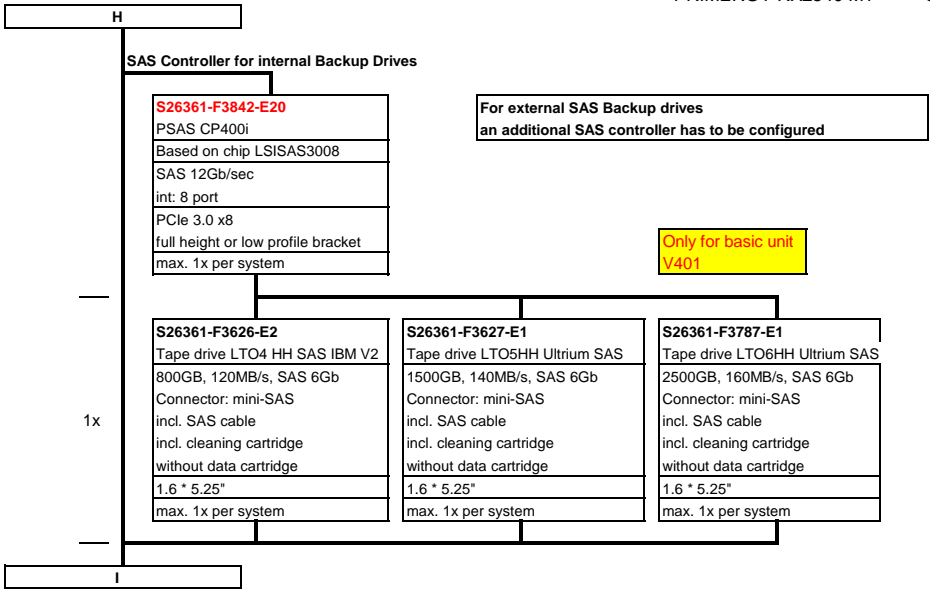 H
SAS Controller for internal Backup Drives
S26361-F3842-E20
PSAS CP400i
Based on chip LSISAS3008
SAS 12Gb/sec
int: 8 port
PCIe 3.0 x8
full height or low profile bracket
max. 1x per system
For external SAS Backup drives
an additional SAS controller has to be configured
Only for basic unit
V401
1x
S26361-F3626-E2
Tape drive LTO4 HH SAS IBM V2
800GB, 120MB/s, SAS 6Gb
Connector: mini-SAS
incl. SAS cable
incl. cleaning cartridge
without data cartridge
1.6 * 5.25"
max. 1x per system
S26361-F3627-E1
Tape drive LTO5HH Ultrium SAS
1500GB, 140MB/s, SAS 6Gb
Connector: mini-SAS
incl. SAS cable
incl. cleaning cartridge
without data cartridge
1.6 * 5.25"
max. 1x per system
S26361-F3787-E1
Tape drive LTO6HH Ultrium SAS
2500GB, 160MB/s, SAS 6Gb
Connector: mini-SAS
incl. SAS cable
incl. cleaning cartridge
without data cartridge
1.6 * 5.25"
max. 1x per system
I